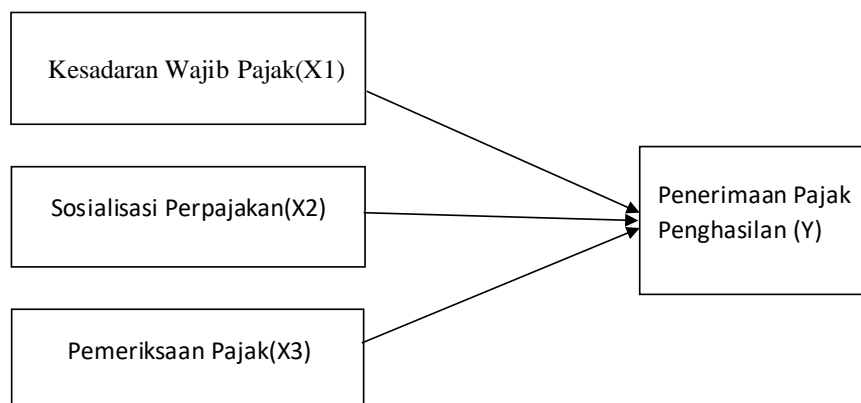 Kesadaran Wajib Pajak(X1)
Sosialisasi Perpajakan(X2)
Penerimaan Pajak
Penghasilan (Y)
Pemeriksaan Pajak(X3)